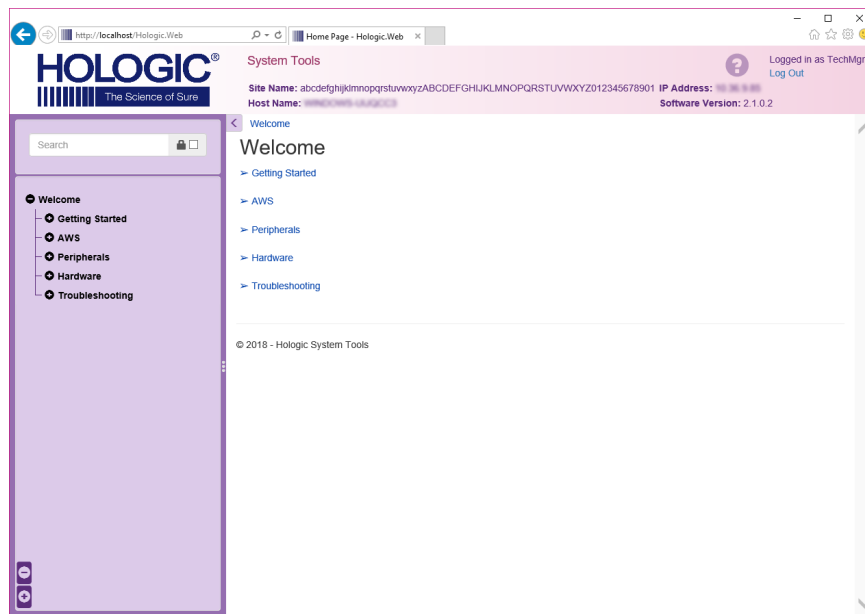 http://localhost/Hologic.Web
Home Page - Hologic.Web
HOLOGIC®
The Science of Sure
System Tools
Logged in as TechMgr
Log Out
Site Name: abcdefghijklmnopqrstuvwxyzABCDEFGHIJKLMNOPQRSTUVWXYZ012345678901 IP Address:
Host Name:
Software Version: 2.1.0.2
Search
Welcome
Getting Started
AWS
Peripherals
Hardware
Troubleshooting
Welcome
Welcome
➢ Getting Started
➢ AWS
➢ Peripherals
➢ Hardware
➢ Troubleshooting
© 2018 - Hologic System Tools